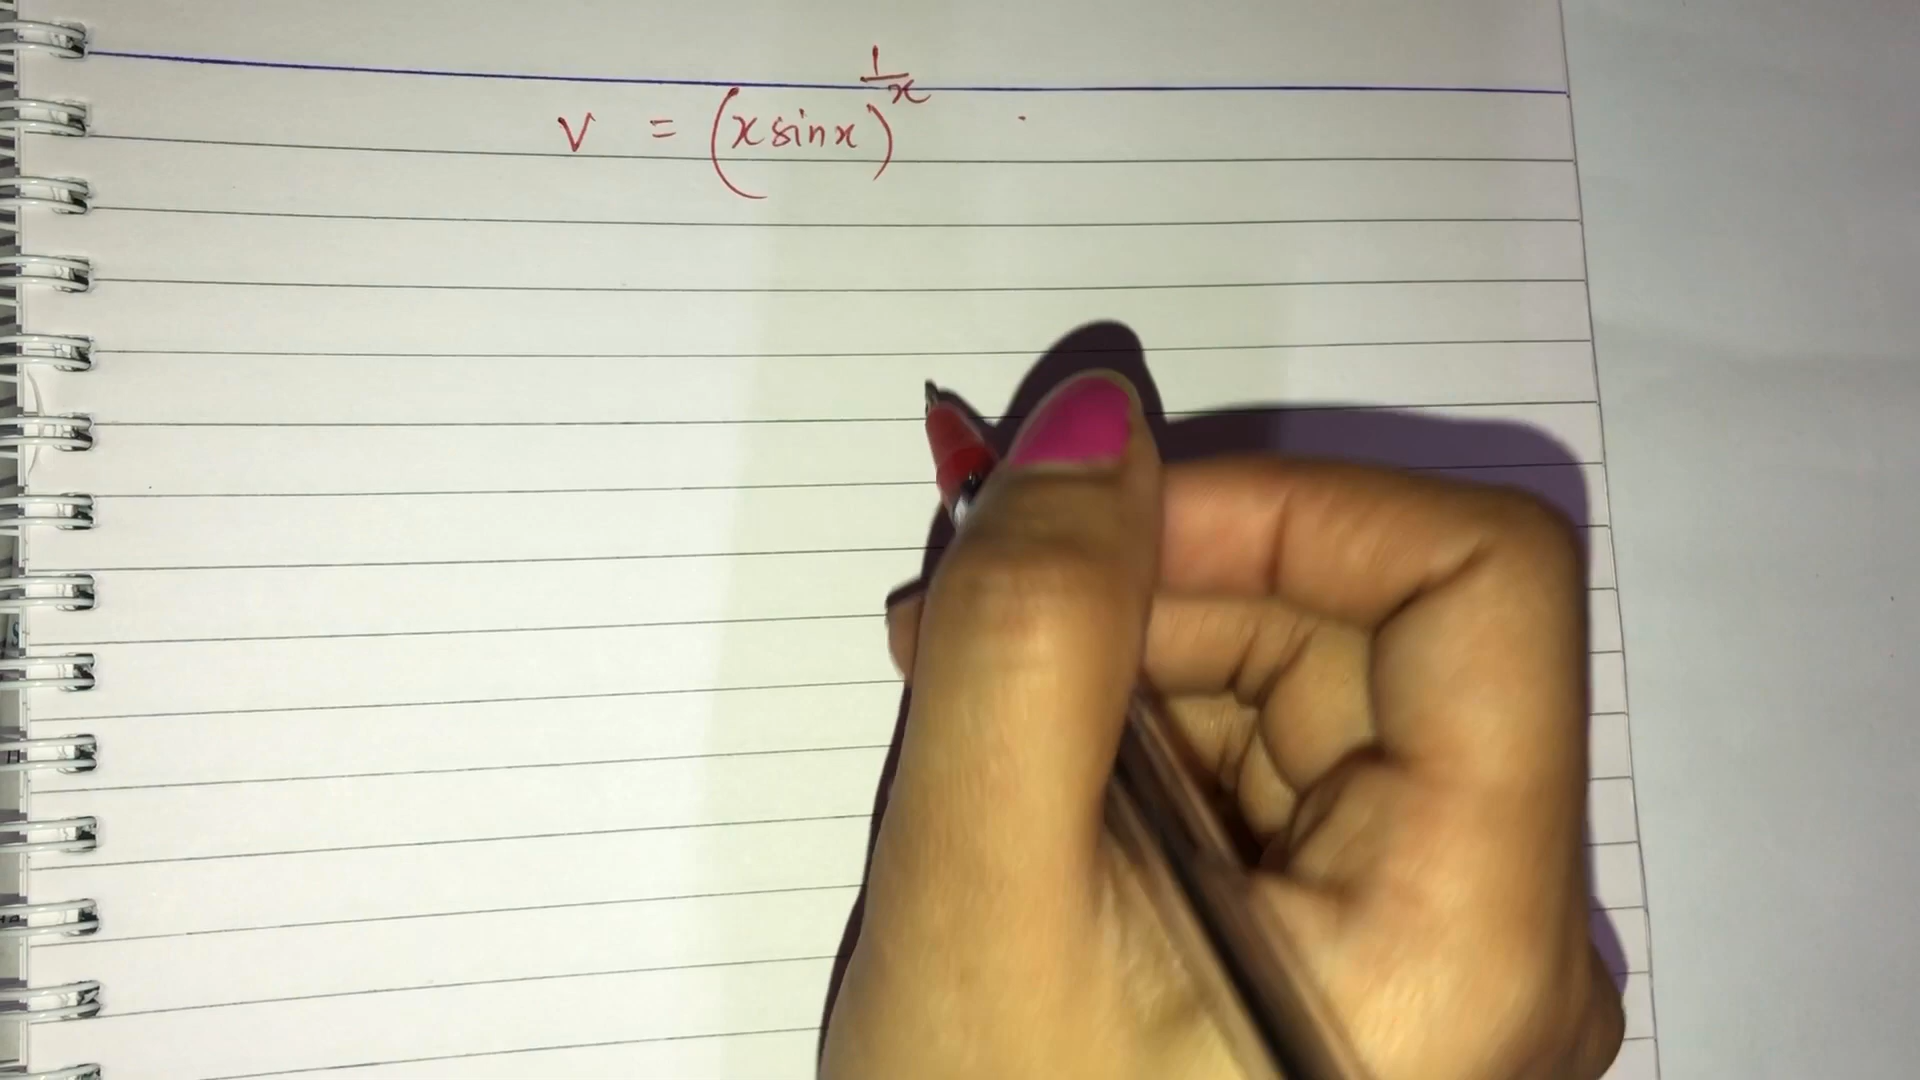 v = (x sin x)^(1/x)